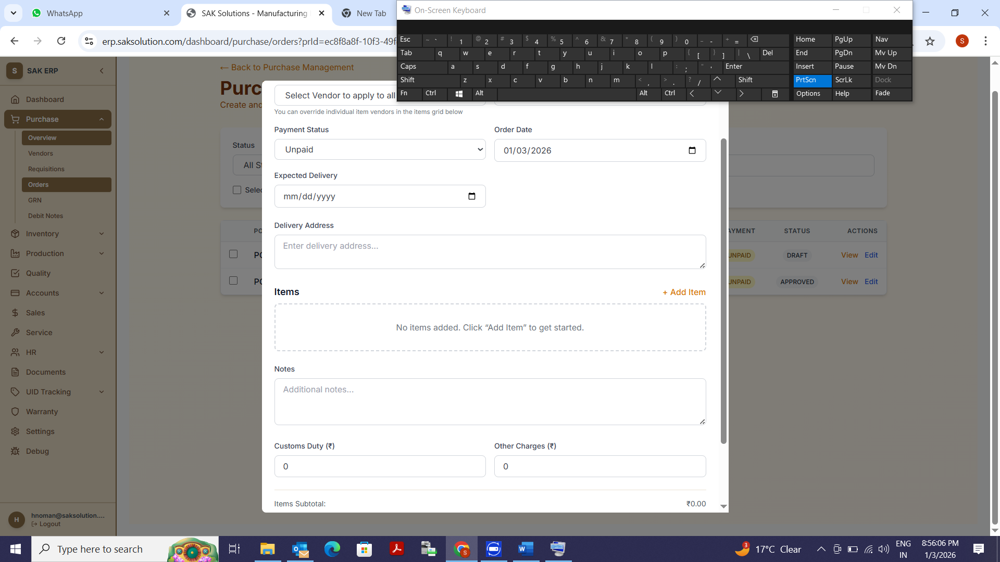 WhatsApp
SAK Solutions - Manufacturing
New Tab
On-Screen Keyboard
erp.saksolution.com/dashboard/purchase/orders?prId=ec8f8a8f-10f3-49f
S
Esc ~ ` ! 1 @ 2 # 3 $ 4 % 5 ^ 6 & 7 * 8 ( 9 ) 0 _ - + = Home PgUp Nav
Tab q w e r t y u i o p { [ } ] | \ Del End PgDn Mv Up
Caps a s d f g h j k l : ; " ' Enter Insert Pause Mv Dn
Shift z x c v b n m < , > . ? / Shift PrtScn ScrLk Dock
Fn Ctrl Alt Alt Ctrl Options Help Fade
S SAK ERP
Dashboard
Purchase
Overview
Vendors
Requisitions
Orders
GRN
Debit Notes
Inventory
Production
Quality
Accounts
Sales
Service
HR
Documents
UID Tracking
Warranty
Settings
Debug
H
hnoman@saksolution....
Logout
← Back to Purchase Management
Purc
Create and
Status
All S
Selec
PO
PO
PO
AYMENT STATUS ACTIONS
UNPAID DRAFT View Edit
UNPAID APPROVED View Edit
Select Vendor to apply to all
You can override individual item vendors in the items grid below
Payment Status
Unpaid
Order Date
01/03/2026
Expected Delivery
mm/dd/yyyy
Delivery Address
Enter delivery address...
Items
+ Add Item
No items added. Click “Add Item” to get started.
Notes
Additional notes...
Customs Duty (₹)
0
Other Charges (₹)
0
Items Subtotal: ₹0.00
Type here to search
3
17°C Clear
ENG
IN
8:56:06 PM
1/3/2026